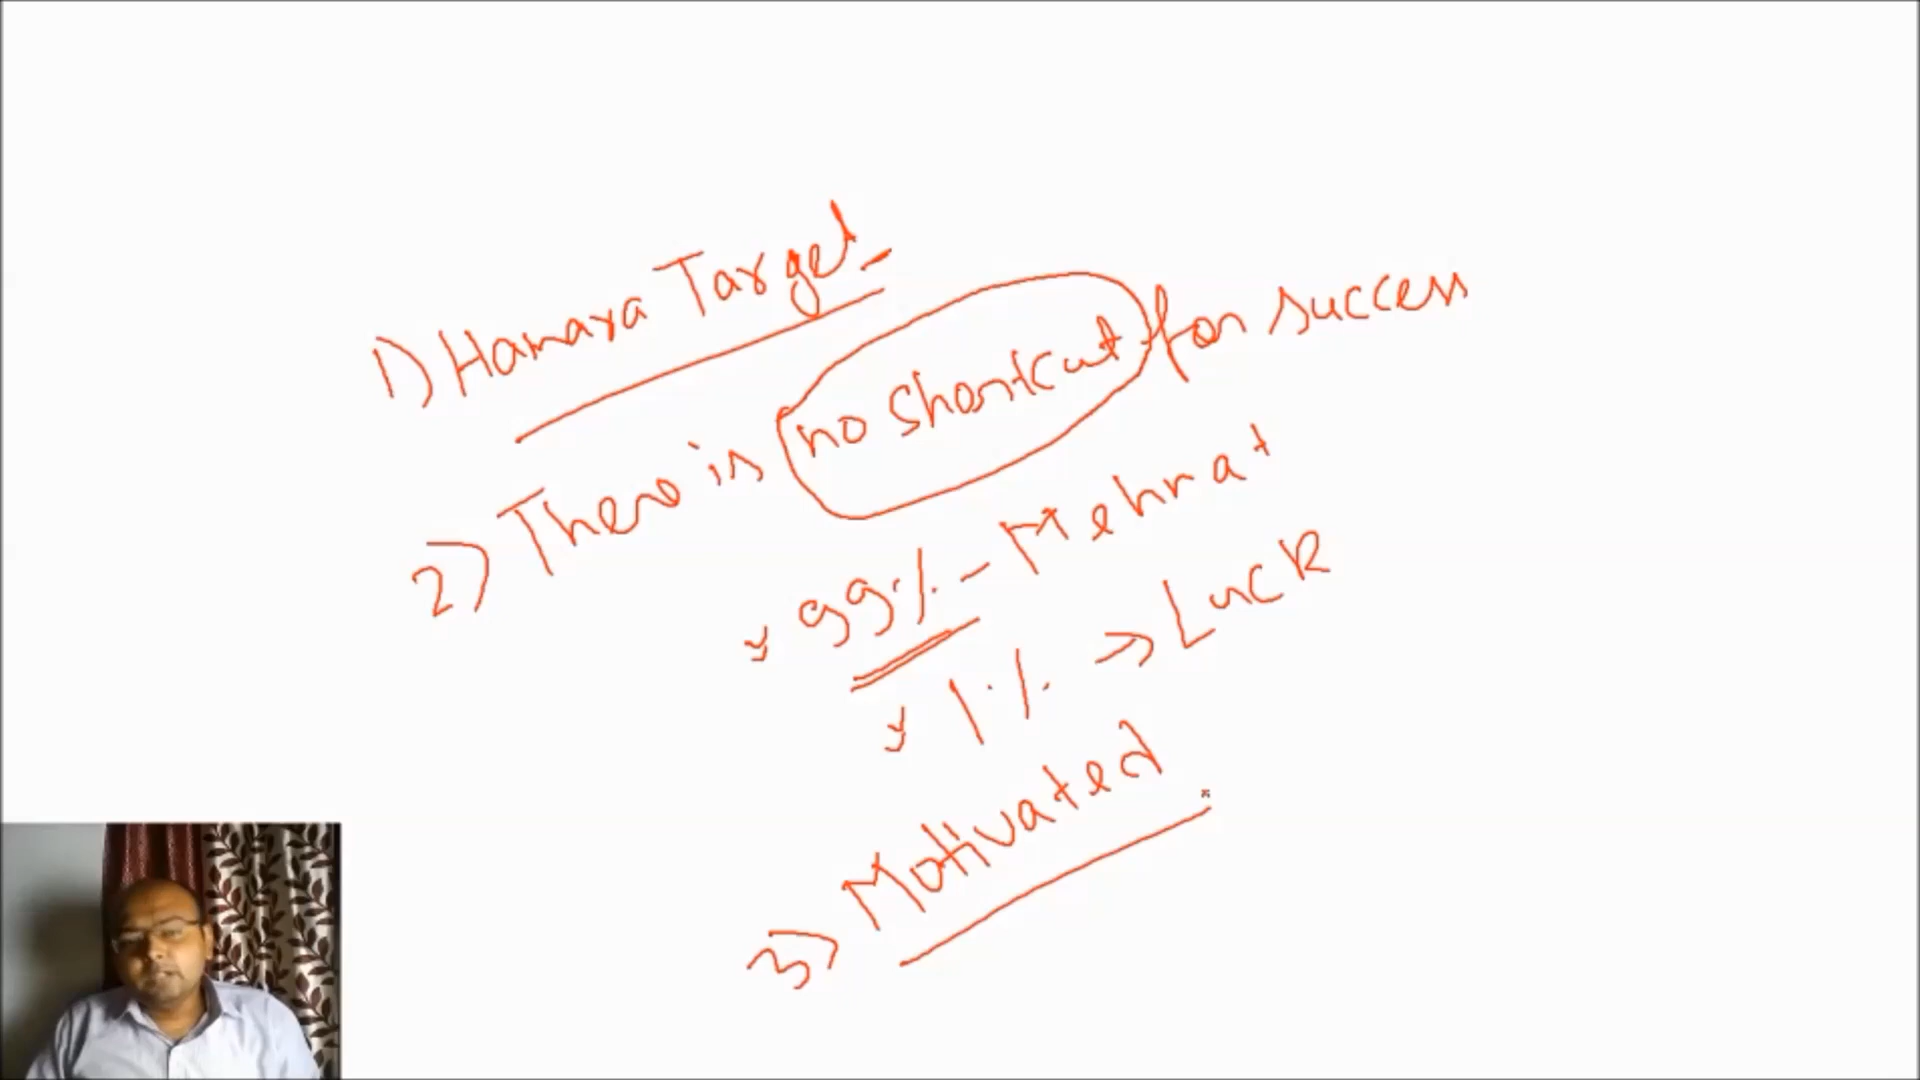 1) Hamara Target
2) There is no shortcut for success
99% - Mehnat
1% → Luck
3) Motivated